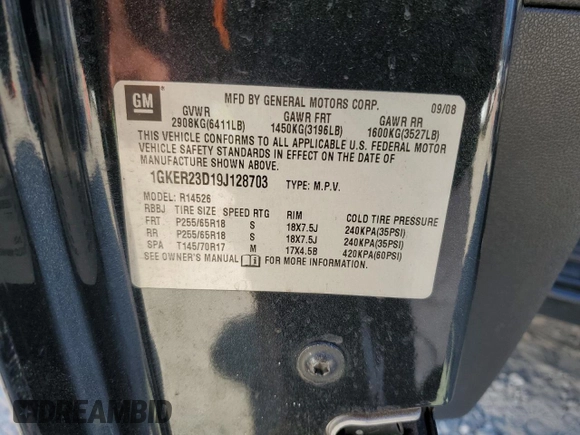 GM
MFD BY GENERAL MOTORS CORP.
09/08
GVWR GAWR FRT GAWR RR
2908KG(6411LB) 1450KG(3196LB) 1600KG(3527LB)
THIS VEHICLE CONFORMS TO ALL APPLICABLE U.S. FEDERAL MOTOR
VEHICLE SAFETY STANDARDS IN EFFECT ON THE DATE OF
MANUFACTURE SHOWN ABOVE.
1GKER23D19J128703 TYPE: M.P.V.
MODEL: R14526
RBBJ TIRE SIZE SPEED RTG RIM COLD TIRE PRESSURE
FRT P255/65R18 S 18X7.5J 240KPA(35PSI)
RR P255/65R18 S 18X7.5J 240KPA(35PSI)
SPA T145/70R17 M 17X4.5B 420KPA(60PSI)
SEE OWNER'S MANUAL FOR MORE INFORMATION.
DREAMBID